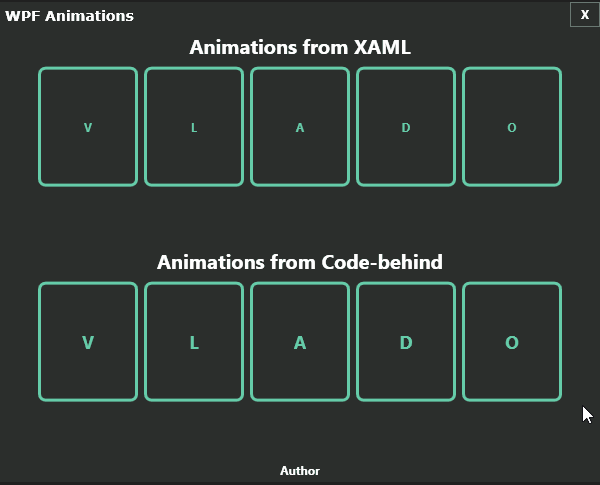 WPF Animations X
Animations from XAML
V L A D O
Animations from Code-behind
V L A D O
Author